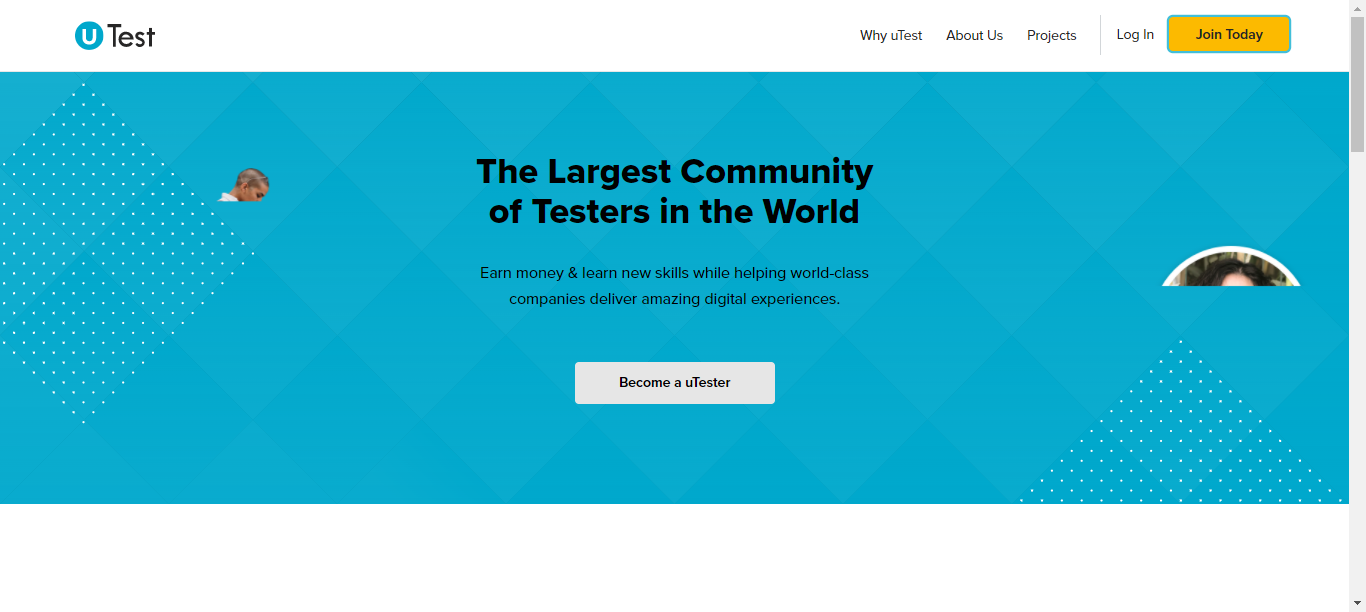 uTest
Why uTest
About Us
Projects
Log In
Join Today
The Largest Community
of Testers in the World
Earn money & learn new skills while helping world-class
companies deliver amazing digital experiences.
Become a uTester